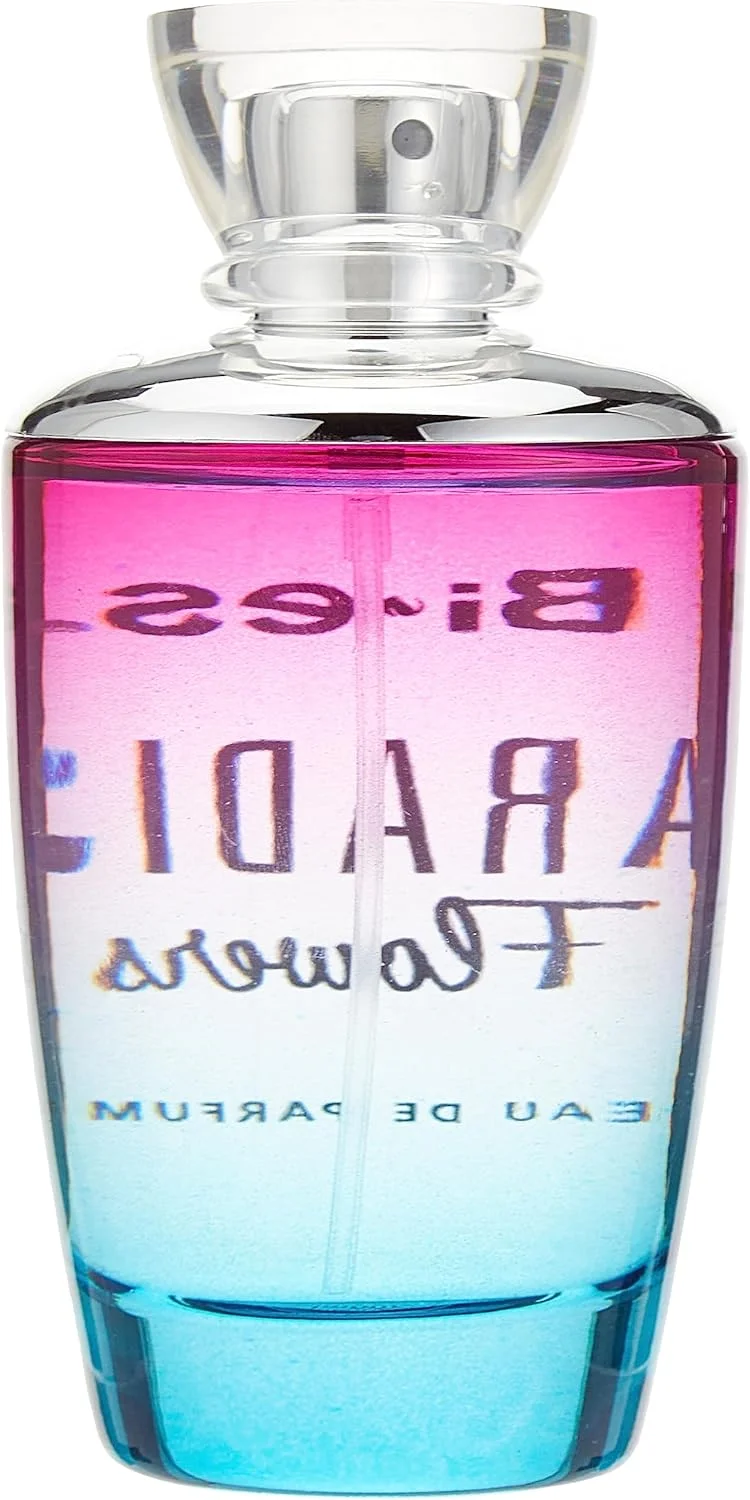 Bi-es
ARADI
Flowers
EAU DE PARFUM